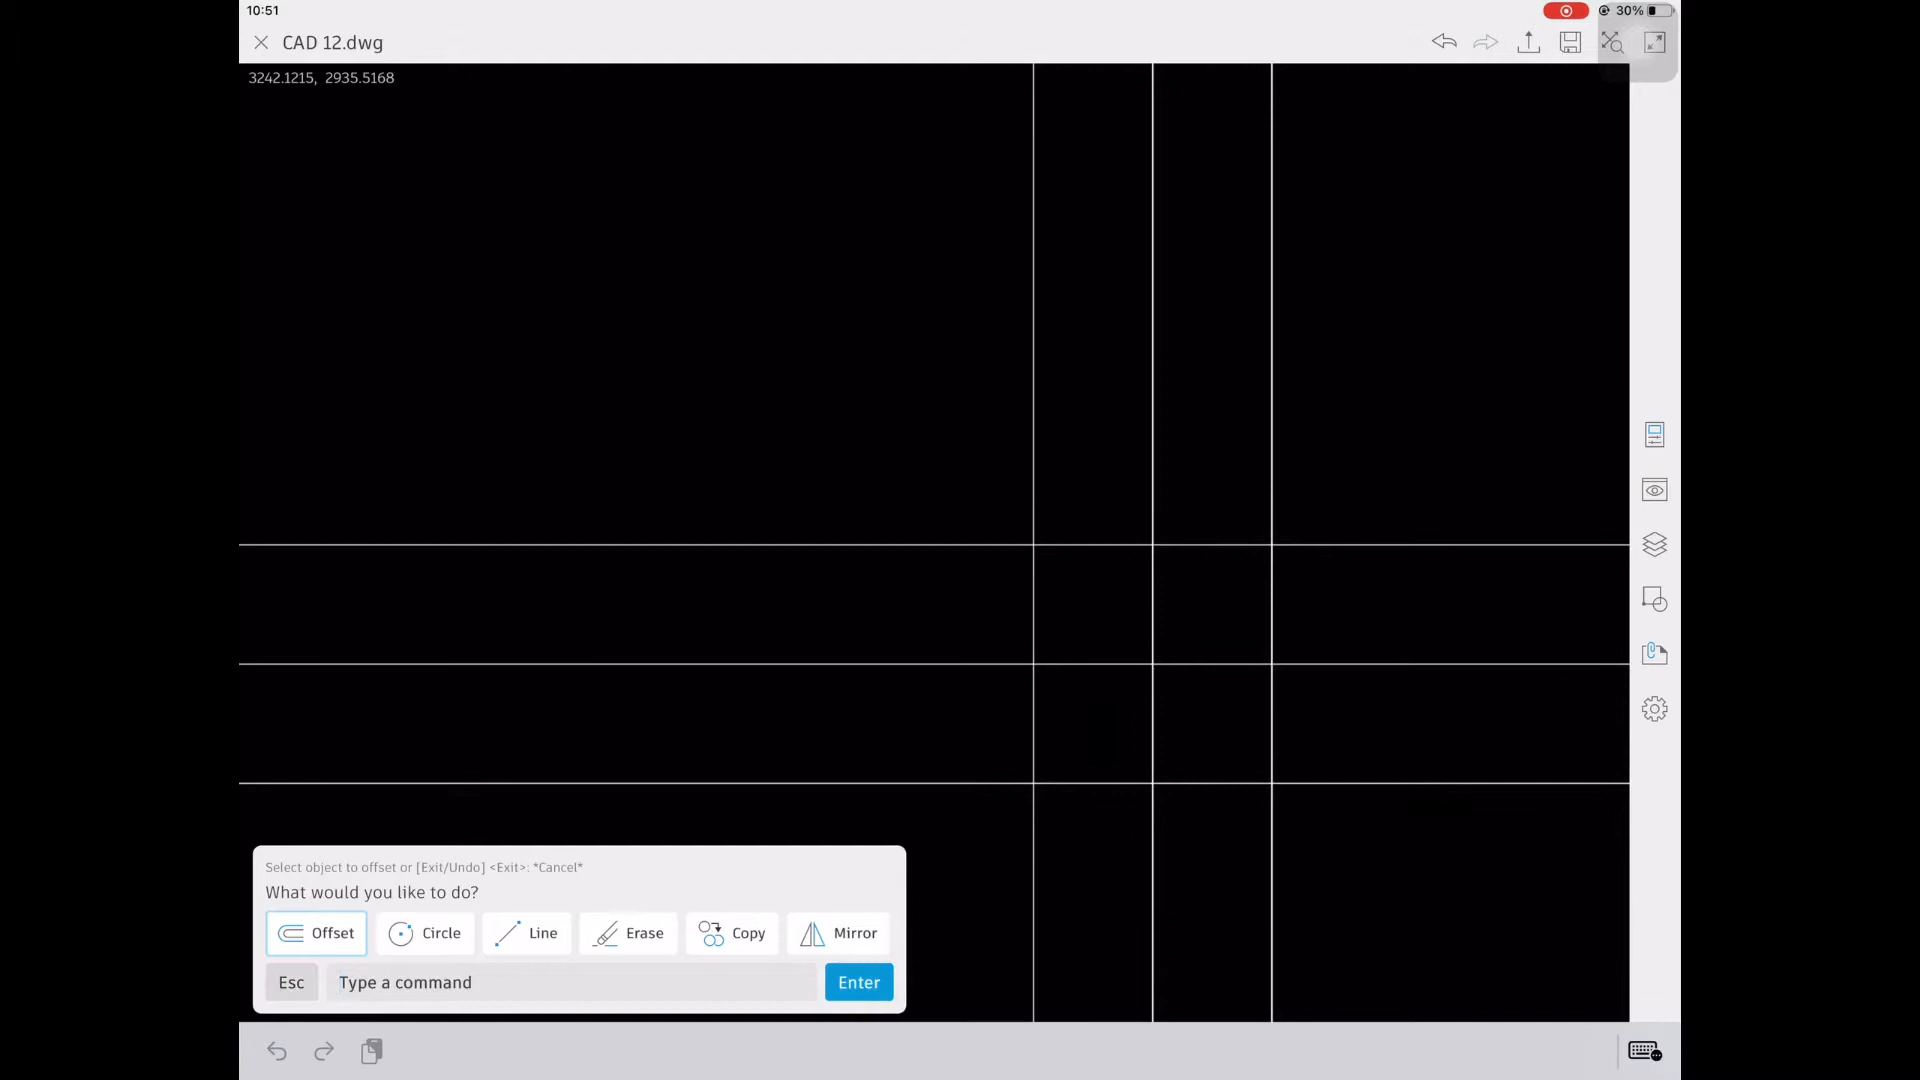 10:51
30%
CAD 12.dwg
3242.1215, 2935.5168
Select object to offset or [Exit/Undo] <Exit>: *Cancel*
What would you like to do?
Offset Circle Line Erase Copy Mirror
Esc Type a command Enter